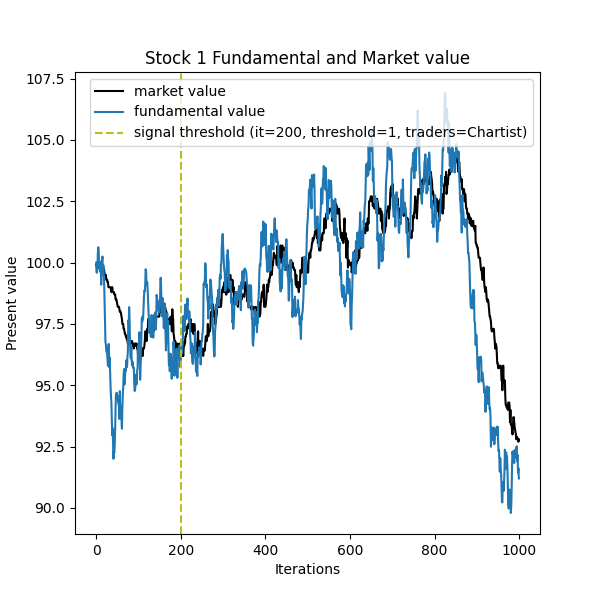 Stock 1 Fundamental and Market value
107.5
105.0
102.5
100.0
97.5
95.0
92.5
90.0
Present value
market value
fundamental value
signal threshold (it=200, threshold=1, traders=Chartist)
0 200 400 600 800 1000
Iterations